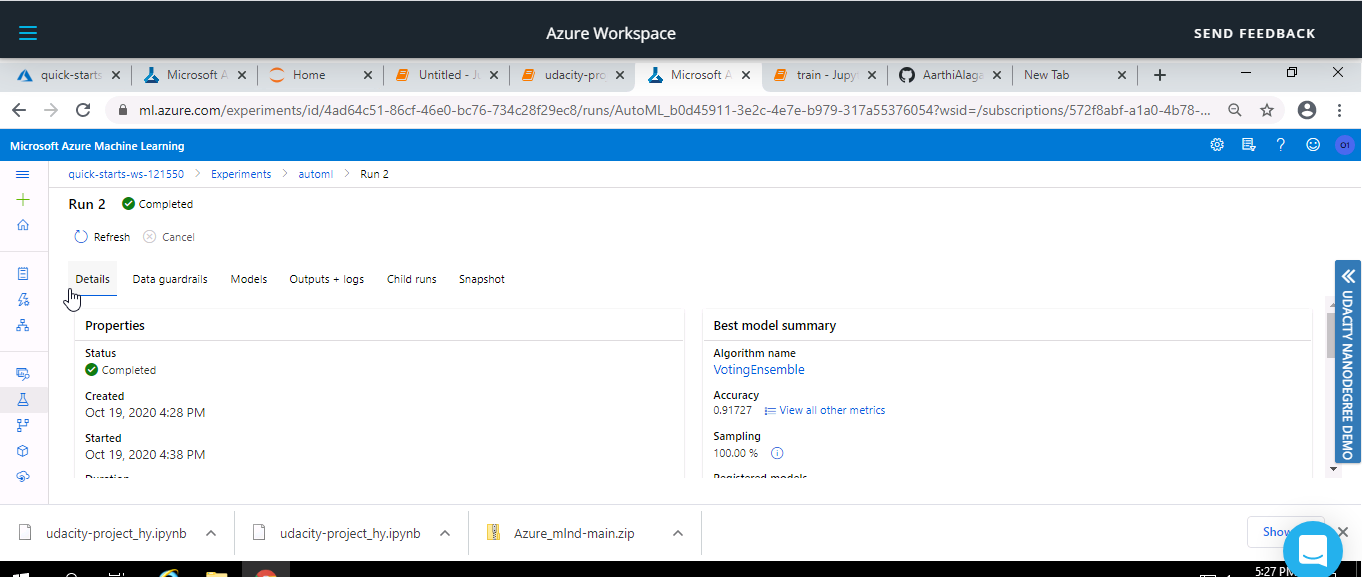 Azure Workspace
SEND FEEDBACK
quick-starts
Microsoft A
Home
Untitled - Ju
udacity-pro
Microsoft A
train - Jupyt
AarthiAlaga
New Tab
ml.azure.com/experiments/id/4ad64c51-86cf-46e0-bc76-734c28f29ec8/runs/AutoML_b0d45911-3e2c-4e7e-b979-317a55376054?wsid=/subscriptions/572f8abf-a1a0-4b78-...
Microsoft Azure Machine Learning
01
quick-starts-ws-121550 > Experiments > automl > Run 2
Run 2 Completed
Refresh Cancel
Details Data guardrails Models Outputs + logs Child runs Snapshot
Properties
Status
Completed
Created
Oct 19, 2020 4:28 PM
Started
Oct 19, 2020 4:38 PM
Duration
Best model summary
Algorithm name
VotingEnsemble
Accuracy
0.91727 View all other metrics
Sampling
100.00 %
Registered models
UDACITY NANODEGREE DEMO
udacity-project_hy.ipynb
udacity-project_hy.ipynb
Azure_mlnd-main.zip
Show
5:27 PM